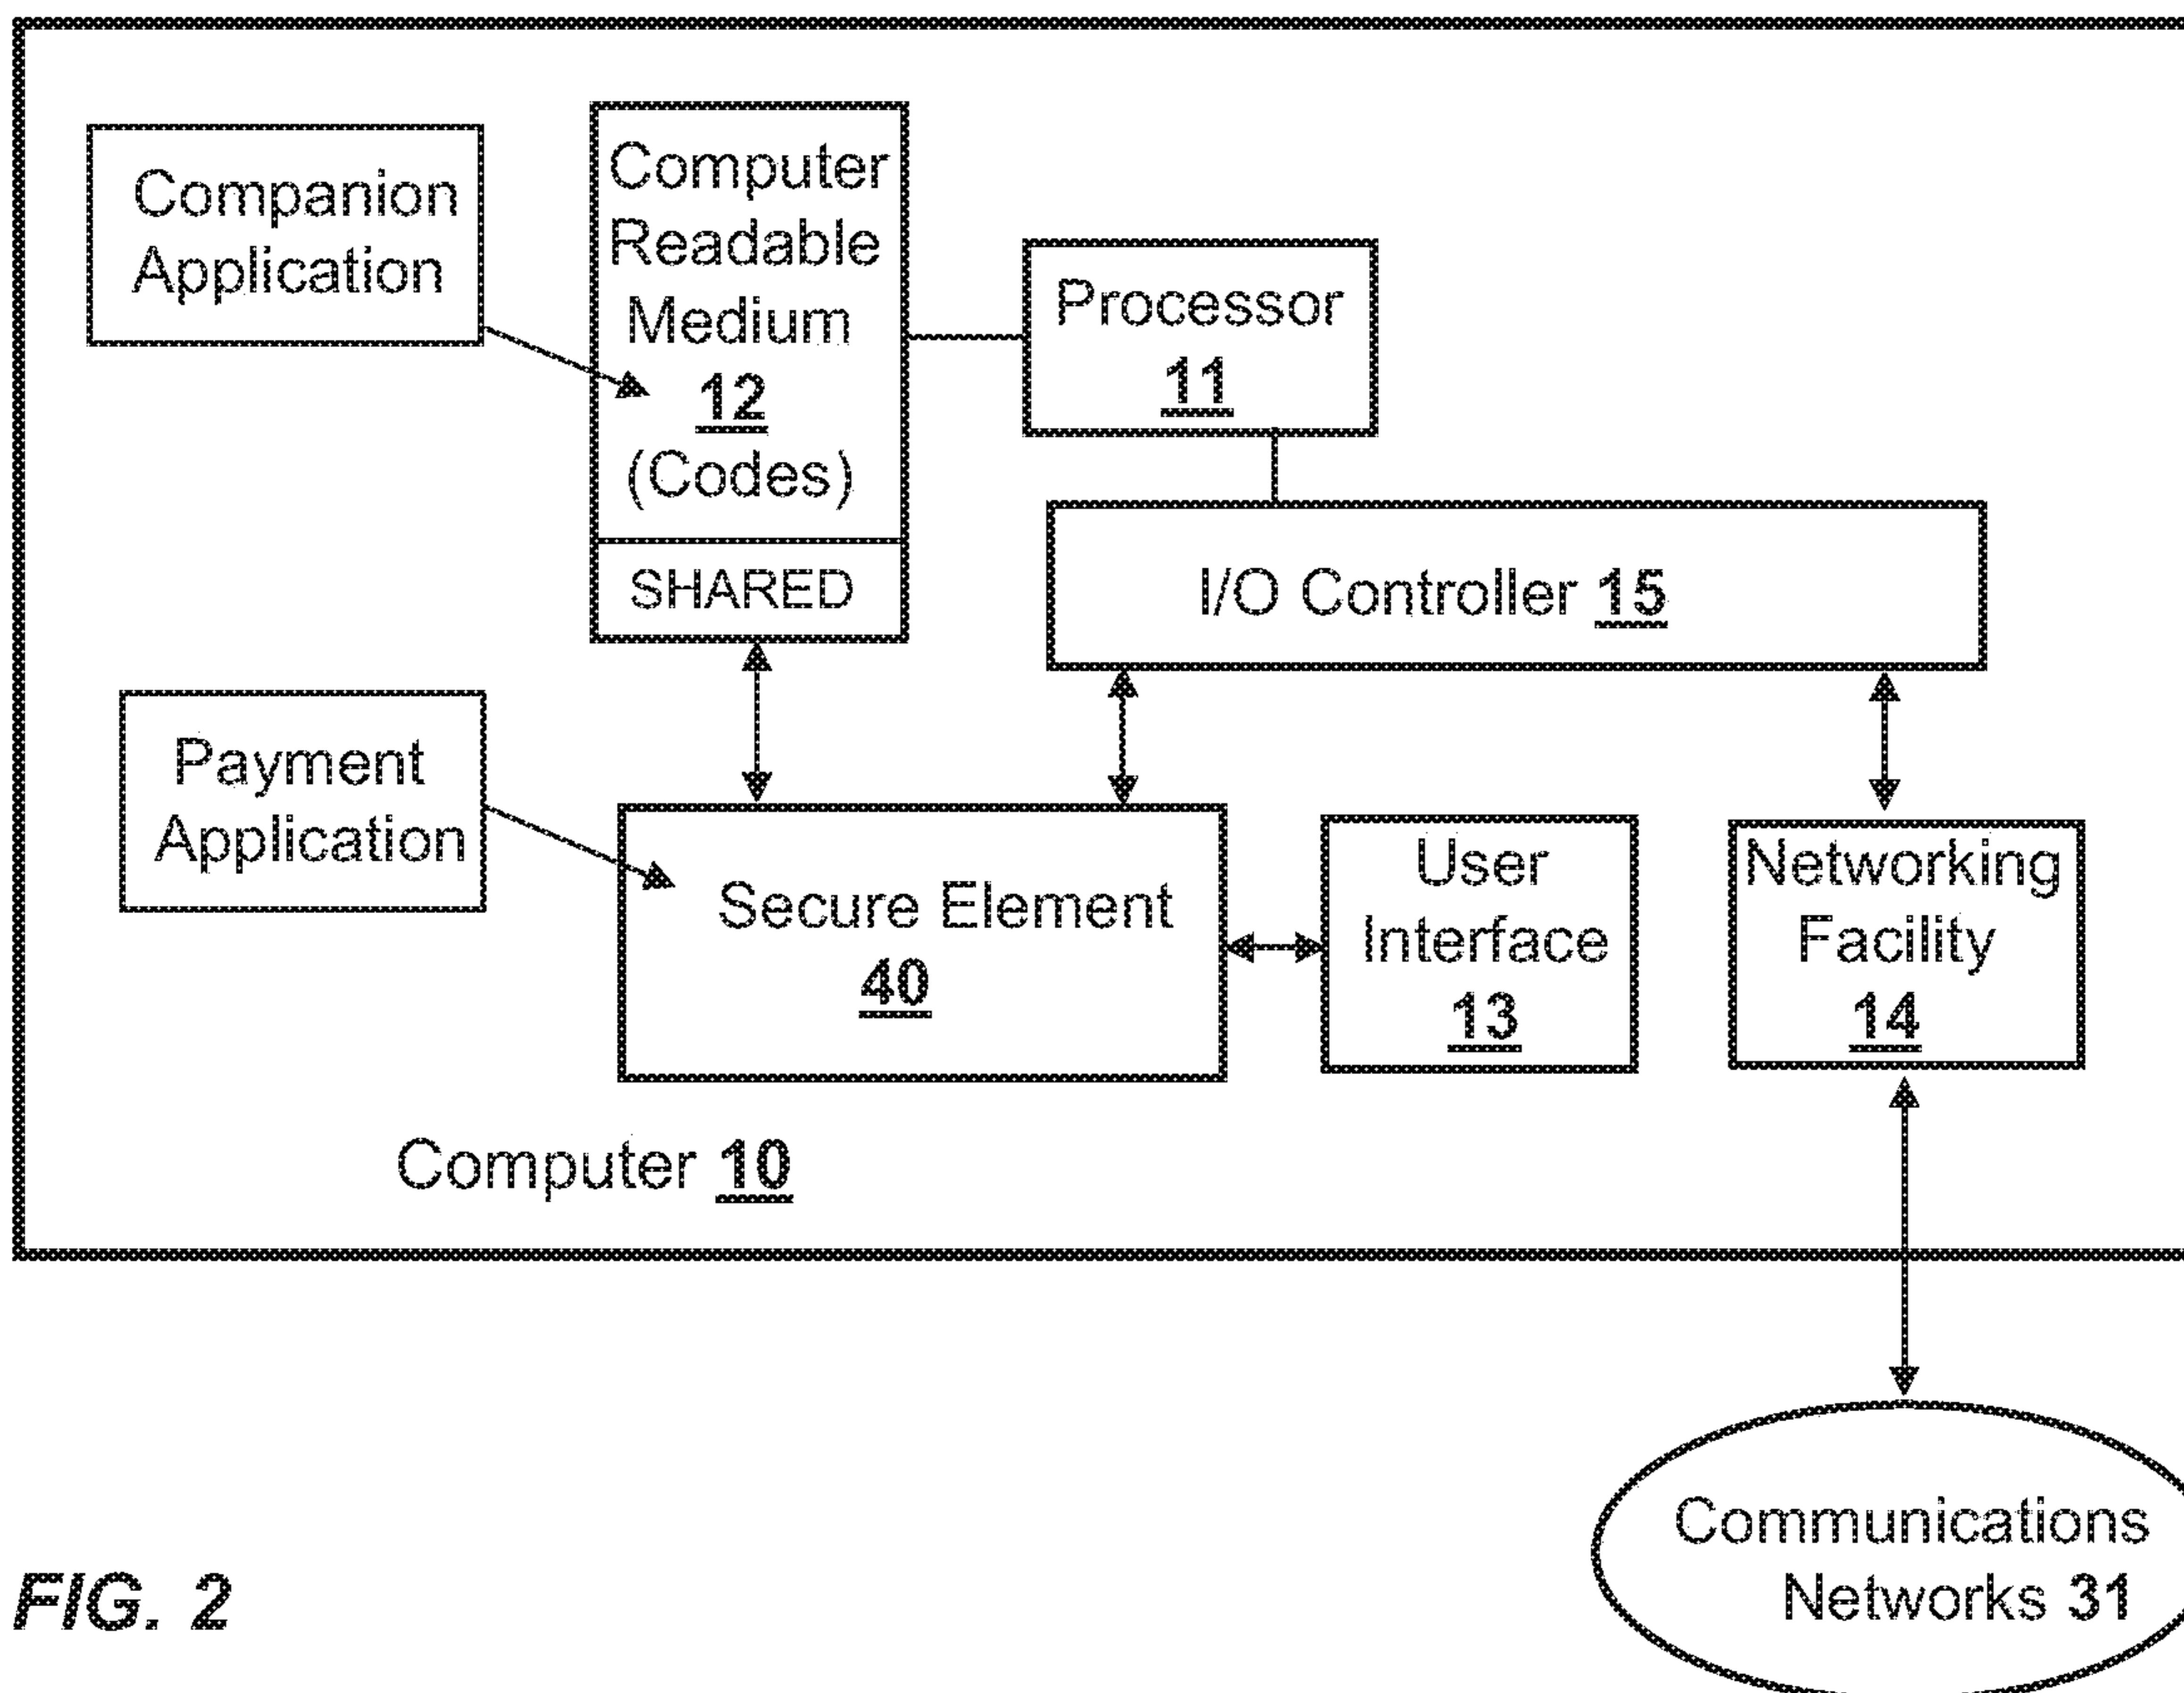 Companion
Application
Computer
Readable
Medium
12
(Codes)
SHARED
Processor
11
I/O Controller 15
Payment
Application
Secure Element
40
User
Interface
13
Networking
Facility
14
Computer 10
Communications
Networks 31
FIG. 2